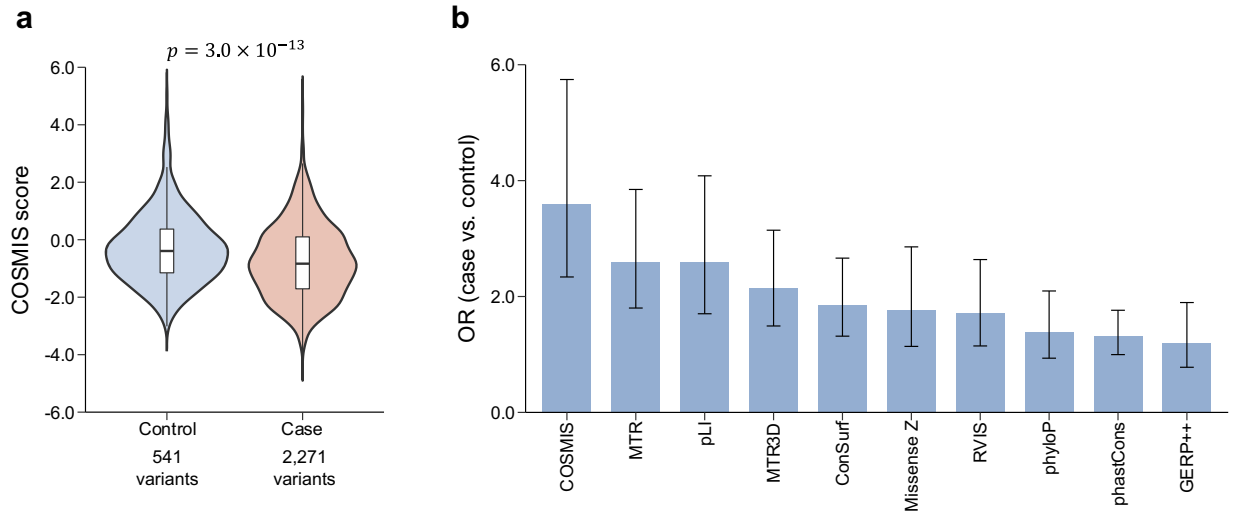 a
p = 3.0 × 10⁻¹³
COSMIS score
6.0
4.0
2.0
0.0
-2.0
-4.0
-6.0
Control
541
variants
Case
2,271
variants
b
OR (case vs. control)
6.0
4.0
2.0
0.0
COSMIS
MTR
pLI
MTR3D
ConSurf
Missense Z
RVIS
phyloP
phastCons
GERP++